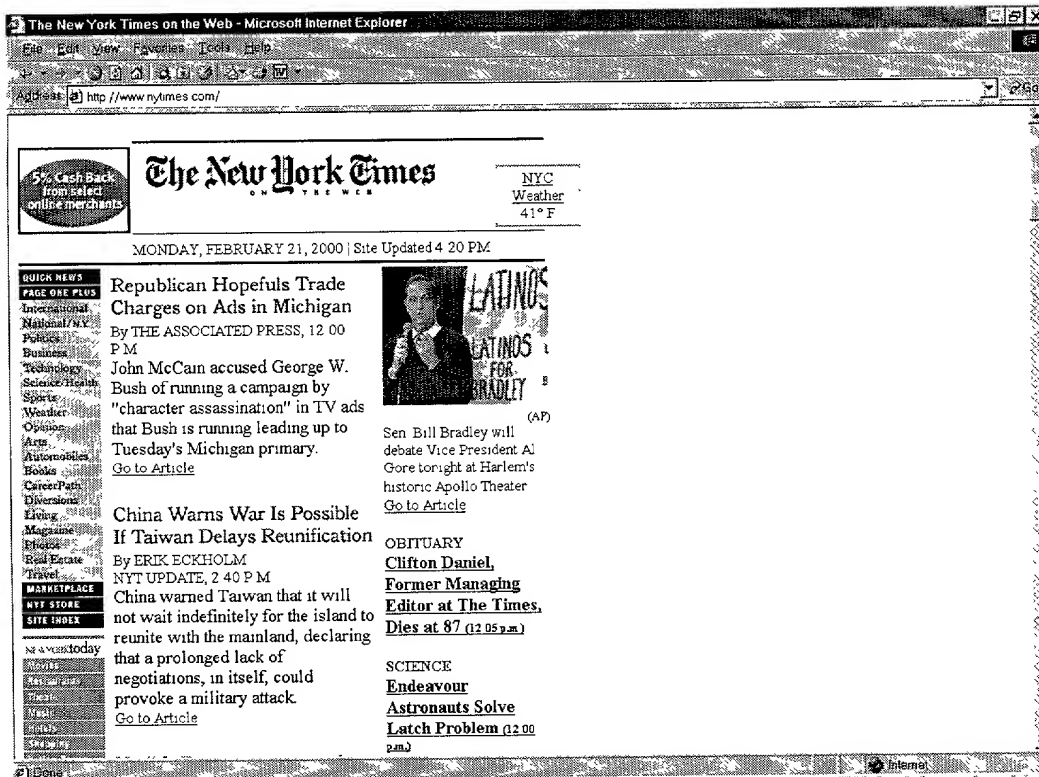 The New York Times on the Web - Microsoft Internet Explorer
File Edit View Favorites Tools Help
Address http //www nytimes com/
Go
5% Cash Back
from select
online merchants
The New York Times
ON THE WEB
NYC
Weather
41° F
MONDAY, FEBRUARY 21, 2000 | Site Updated 4 20 PM
QUICK NEWS
PAGE ONE PLUS
International
National/N.Y.
Politics
Business
Technology
Science/Health
Sports
Weather
Opinion
Arts
Automobiles
Books
CareerPath
Diversions
Living
Magazine
Photos
Real Estate
Travel
MARKETPLACE
NYT STORE
SITE INDEX
NEW YORK today
Movies
Restaurants
Theater
Music
Hotels
Shopping
Republican Hopefuls Trade
Charges on Ads in Michigan
By THE ASSOCIATED PRESS, 12 00
P M
John McCain accused George W.
Bush of running a campaign by
"character assassination" in TV ads
that Bush is running leading up to
Tuesday's Michigan primary.
Go to Article
China Warns War Is Possible
If Taiwan Delays Reunification
By ERIK ECKHOLM
NYT UPDATE, 2 40 P M
China warned Taiwan that it will
not wait indefinitely for the island to
reunite with the mainland, declaring
that a prolonged lack of
negotiations, in itself, could
provoke a military attack.
Go to Article
LATINOS
LATINOS
FOR
BRADLEY
(AP)
Sen Bill Bradley will
debate Vice President Al
Gore tonight at Harlem's
historic Apollo Theater
Go to Article
OBITUARY
Clifton Daniel,
Former Managing
Editor at The Times,
Dies at 87 (12 05 p.m)
SCIENCE
Endeavour
Astronauts Solve
Latch Problem (12 00
p.m.)
Done
Internet